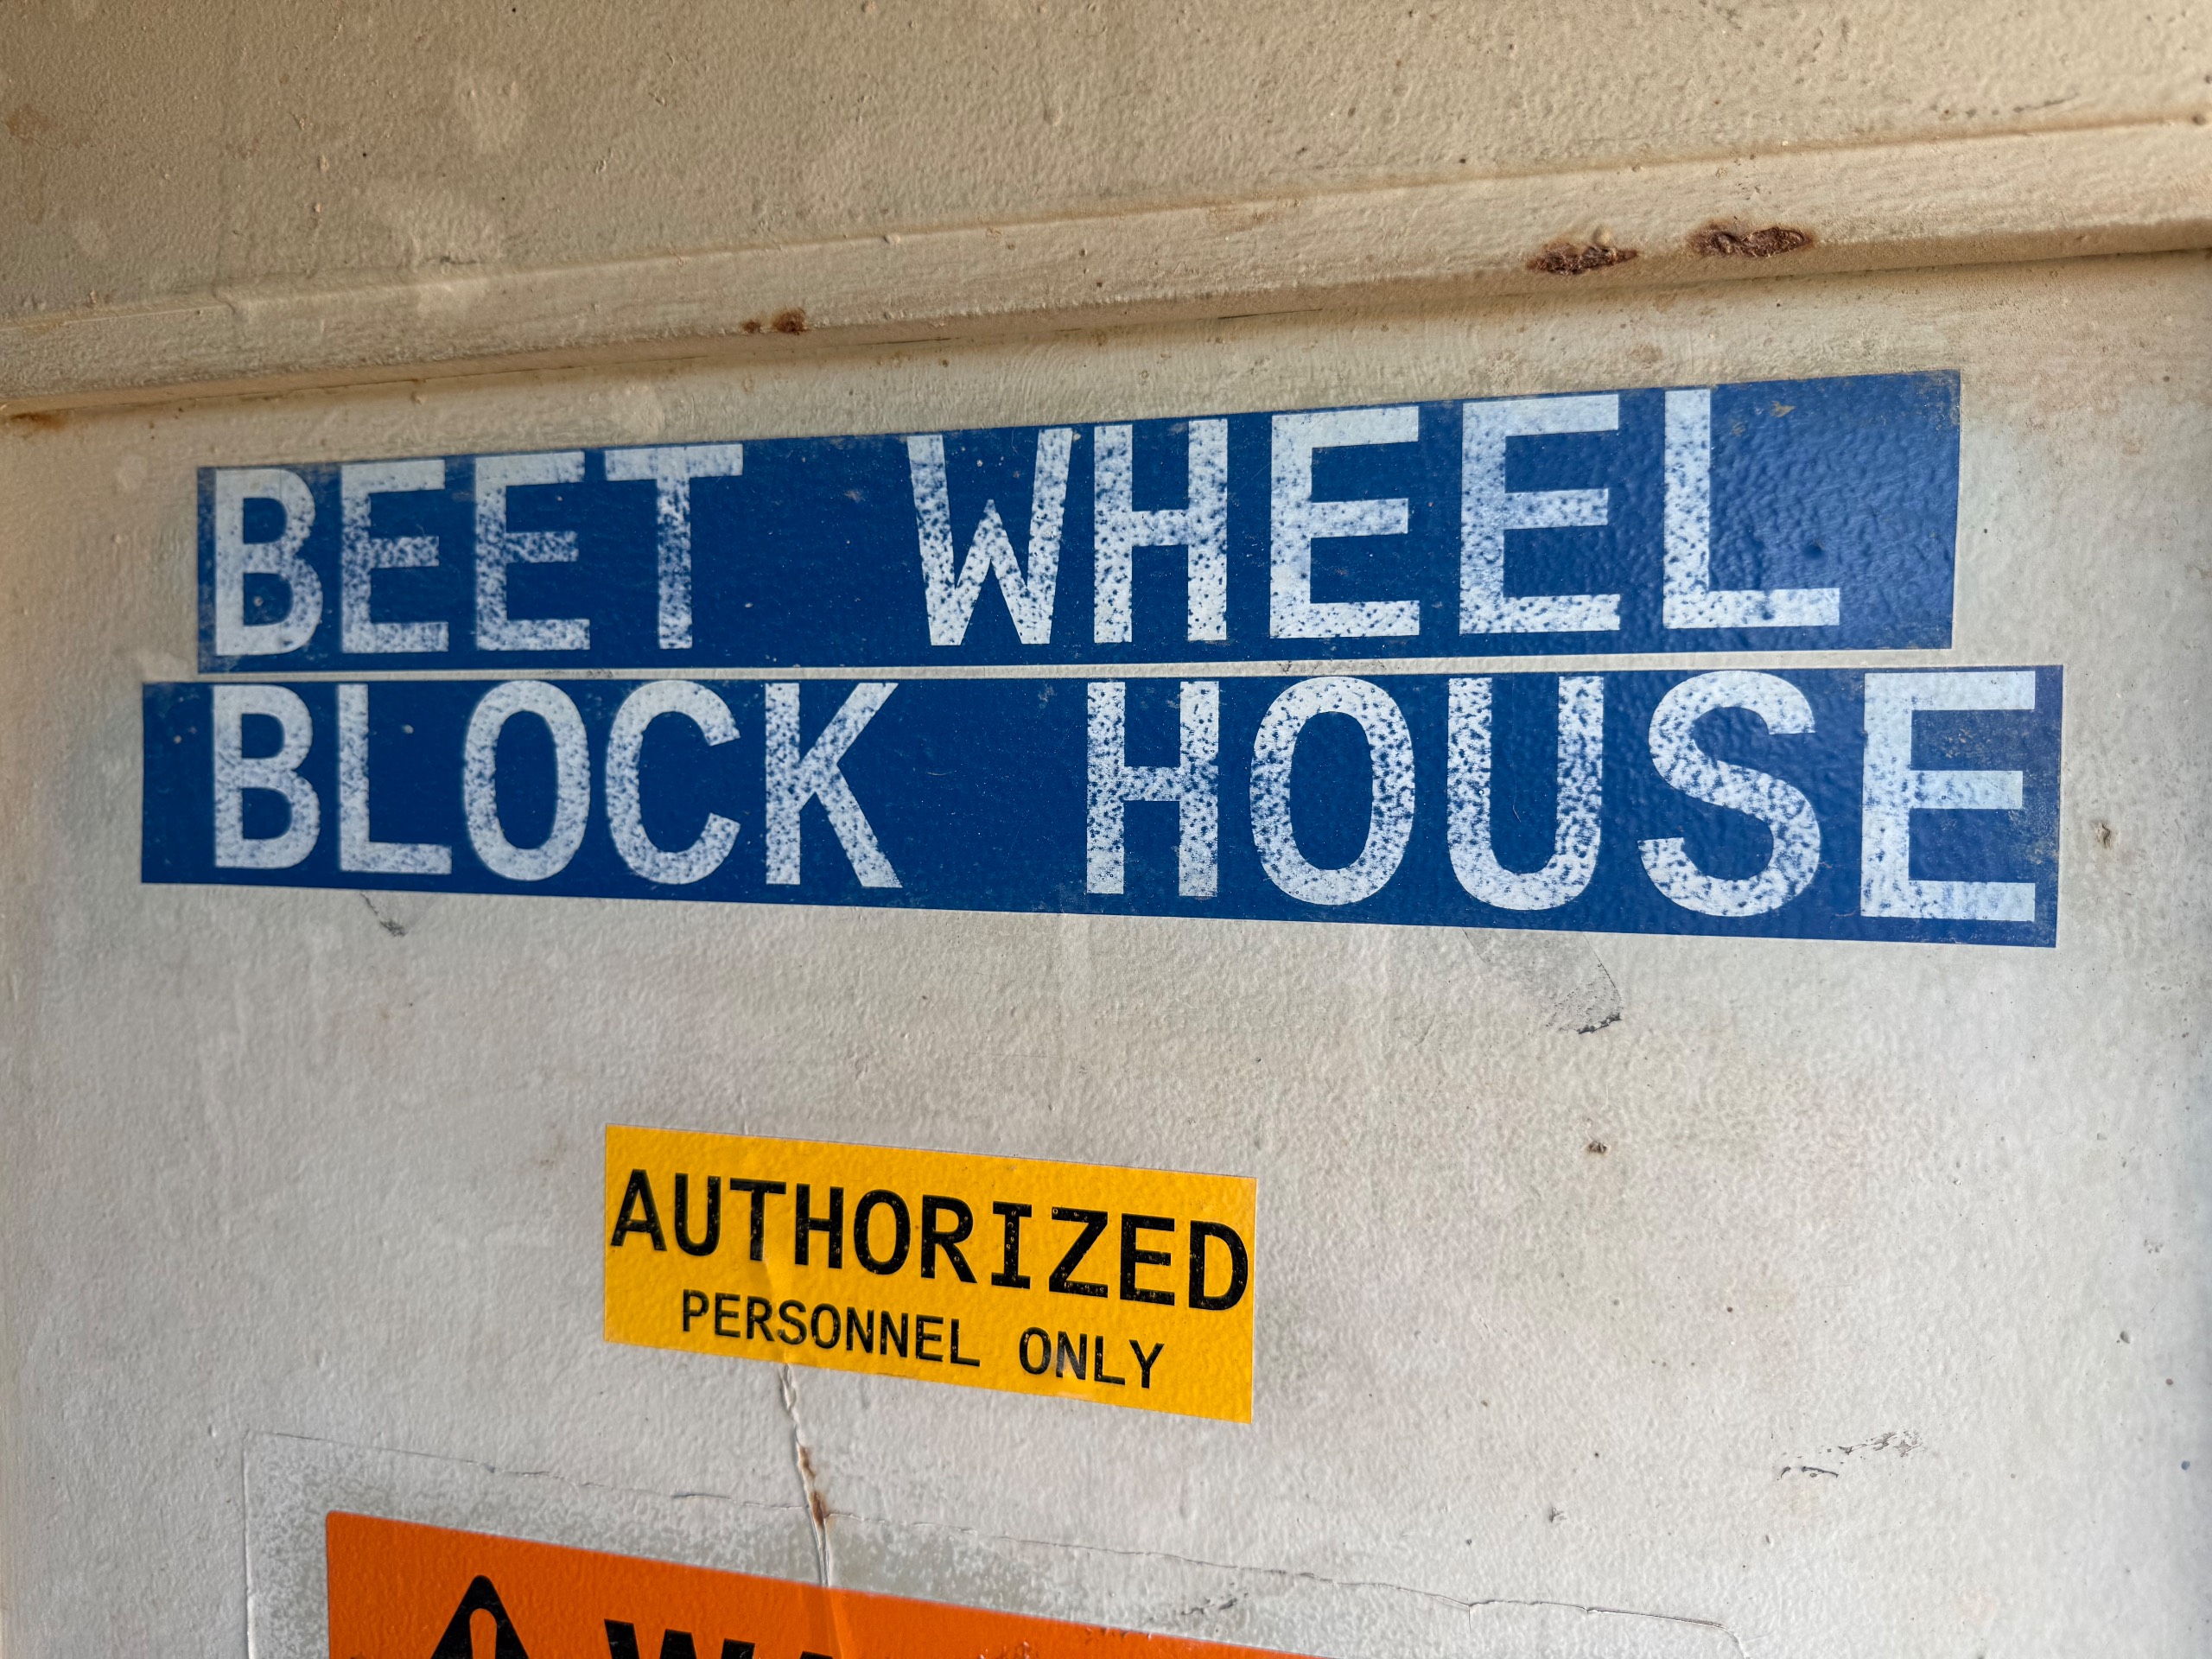 BEET WHEEL
BLOCK HOUSE
AUTHORIZED
PERSONNEL ONLY